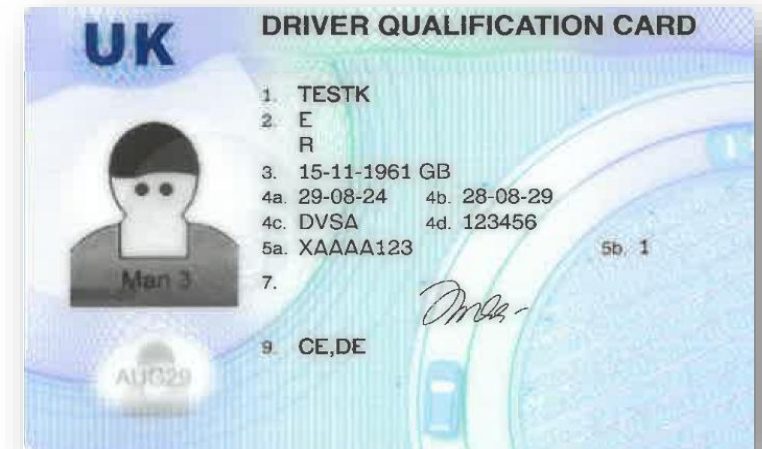 UK
DRIVER QUALIFICATION CARD
1. TESTK
2. E
R
3. 15-11-1961 GB
4a. 29-08-24 4b. 28-08-29
4c. DVSA 4d. 123456
5a. XAAAA123 5b. 1
Man 3
7.
9. CE,DE
AUG29